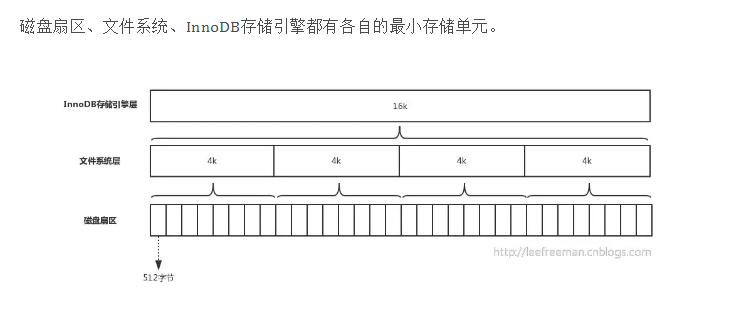 磁盘扇区、文件系统、InnoDB存储引擎都有各自的最小存储单元。
InnoDB存储引擎层
16k
文件系统层
4k
4k
4k
4k
磁盘扇区
http://leefreeman.cnblogs.com
512字节